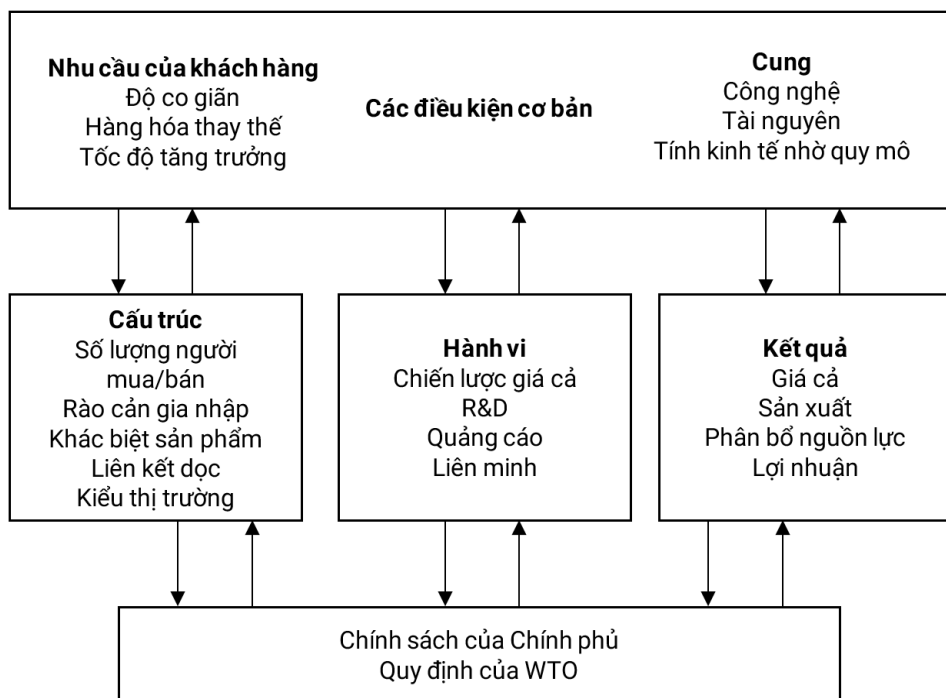 Nhu cầu của khách hàng
Độ co giãn
Hàng hóa thay thế
Tốc độ tăng trưởng
Các điều kiện cơ bản
Cung
Công nghệ
Tài nguyên
Tính kinh tế nhờ quy mô
Cấu trúc
Số lượng người
mua/bán
Rào cản gia nhập
Khác biệt sản phẩm
Liên kết dọc
Kiểu thị trường
Hành vi
Chiến lược giá cả
R&D
Quảng cáo
Liên minh
Kết quả
Giá cả
Sản xuất
Phân bổ nguồn lực
Lợi nhuận
Chính sách của Chính phủ
Quy định của WTO